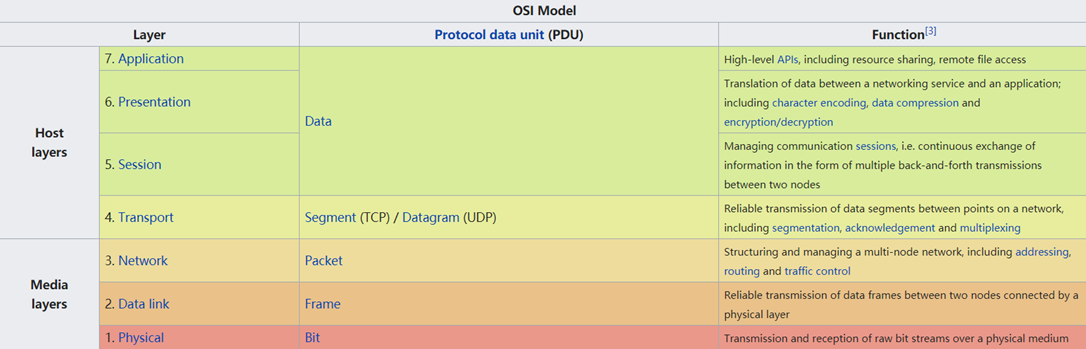 OSI Model
Layer
Protocol data unit (PDU)
Function[3]
Host
layers
7. Application
Data
High-level APIs, including resource sharing, remote file access
6. Presentation
Translation of data between a networking service and an application;
including character encoding, data compression and
encryption/decryption
5. Session
Managing communication sessions, i.e. continuous exchange of
information in the form of multiple back-and-forth transmissions
between two nodes
4. Transport
Segment (TCP) / Datagram (UDP)
Reliable transmission of data segments between points on a network,
including segmentation, acknowledgement and multiplexing
Media
layers
3. Network
Packet
Structuring and managing a multi-node network, including addressing,
routing and traffic control
2. Data link
Frame
Reliable transmission of data frames between two nodes connected by a
physical layer
1. Physical
Bit
Transmission and reception of raw bit streams over a physical medium